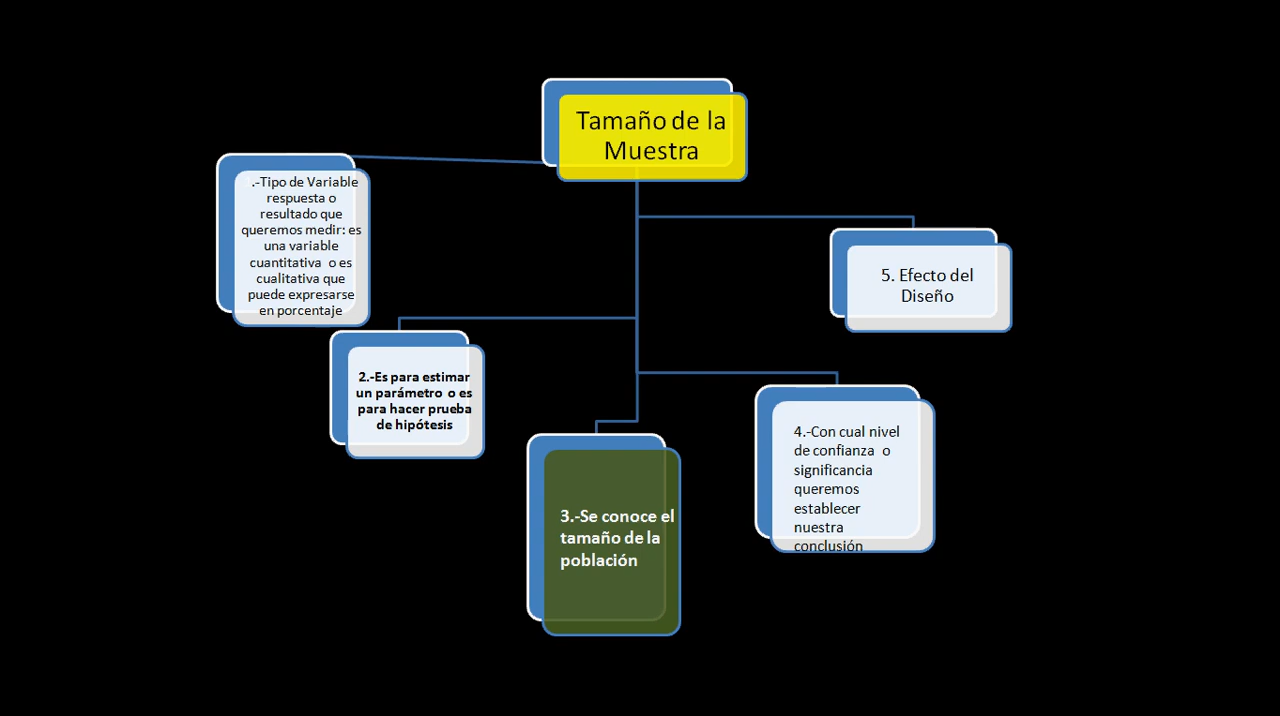 Tamaño de la
Muestra
.-Tipo de Variable
respuesta o
resultado que
queremos medir: es
una variable
cuantitativa o es
cualitativa que
puede expresarse
en porcentaje
2.-Es para estimar
un parámetro o es
para hacer prueba
de hipótesis
3.-Se conoce el
tamaño de la
población
4.-Con cual nivel
de confianza o
significancia
queremos
establecer
nuestra
conclusión
5. Efecto del
Diseño